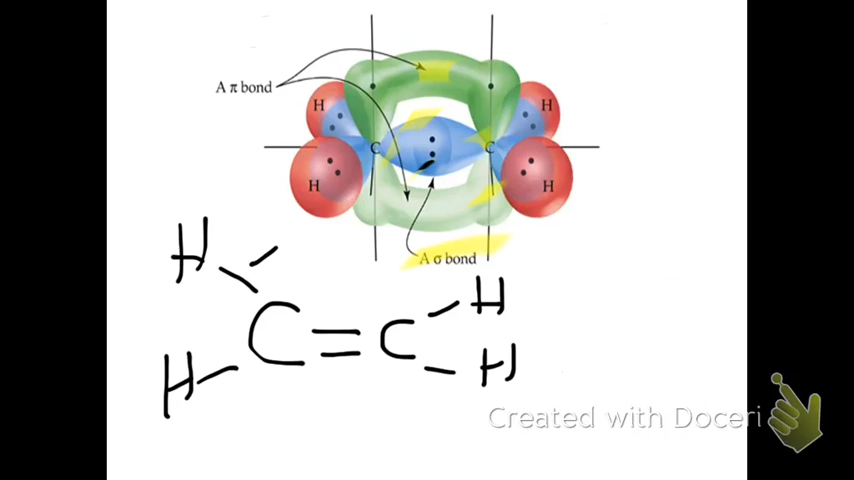 A π bond
H H
C C
H H
A σ bond
H
H
C = C
H
H
Created with Doceri